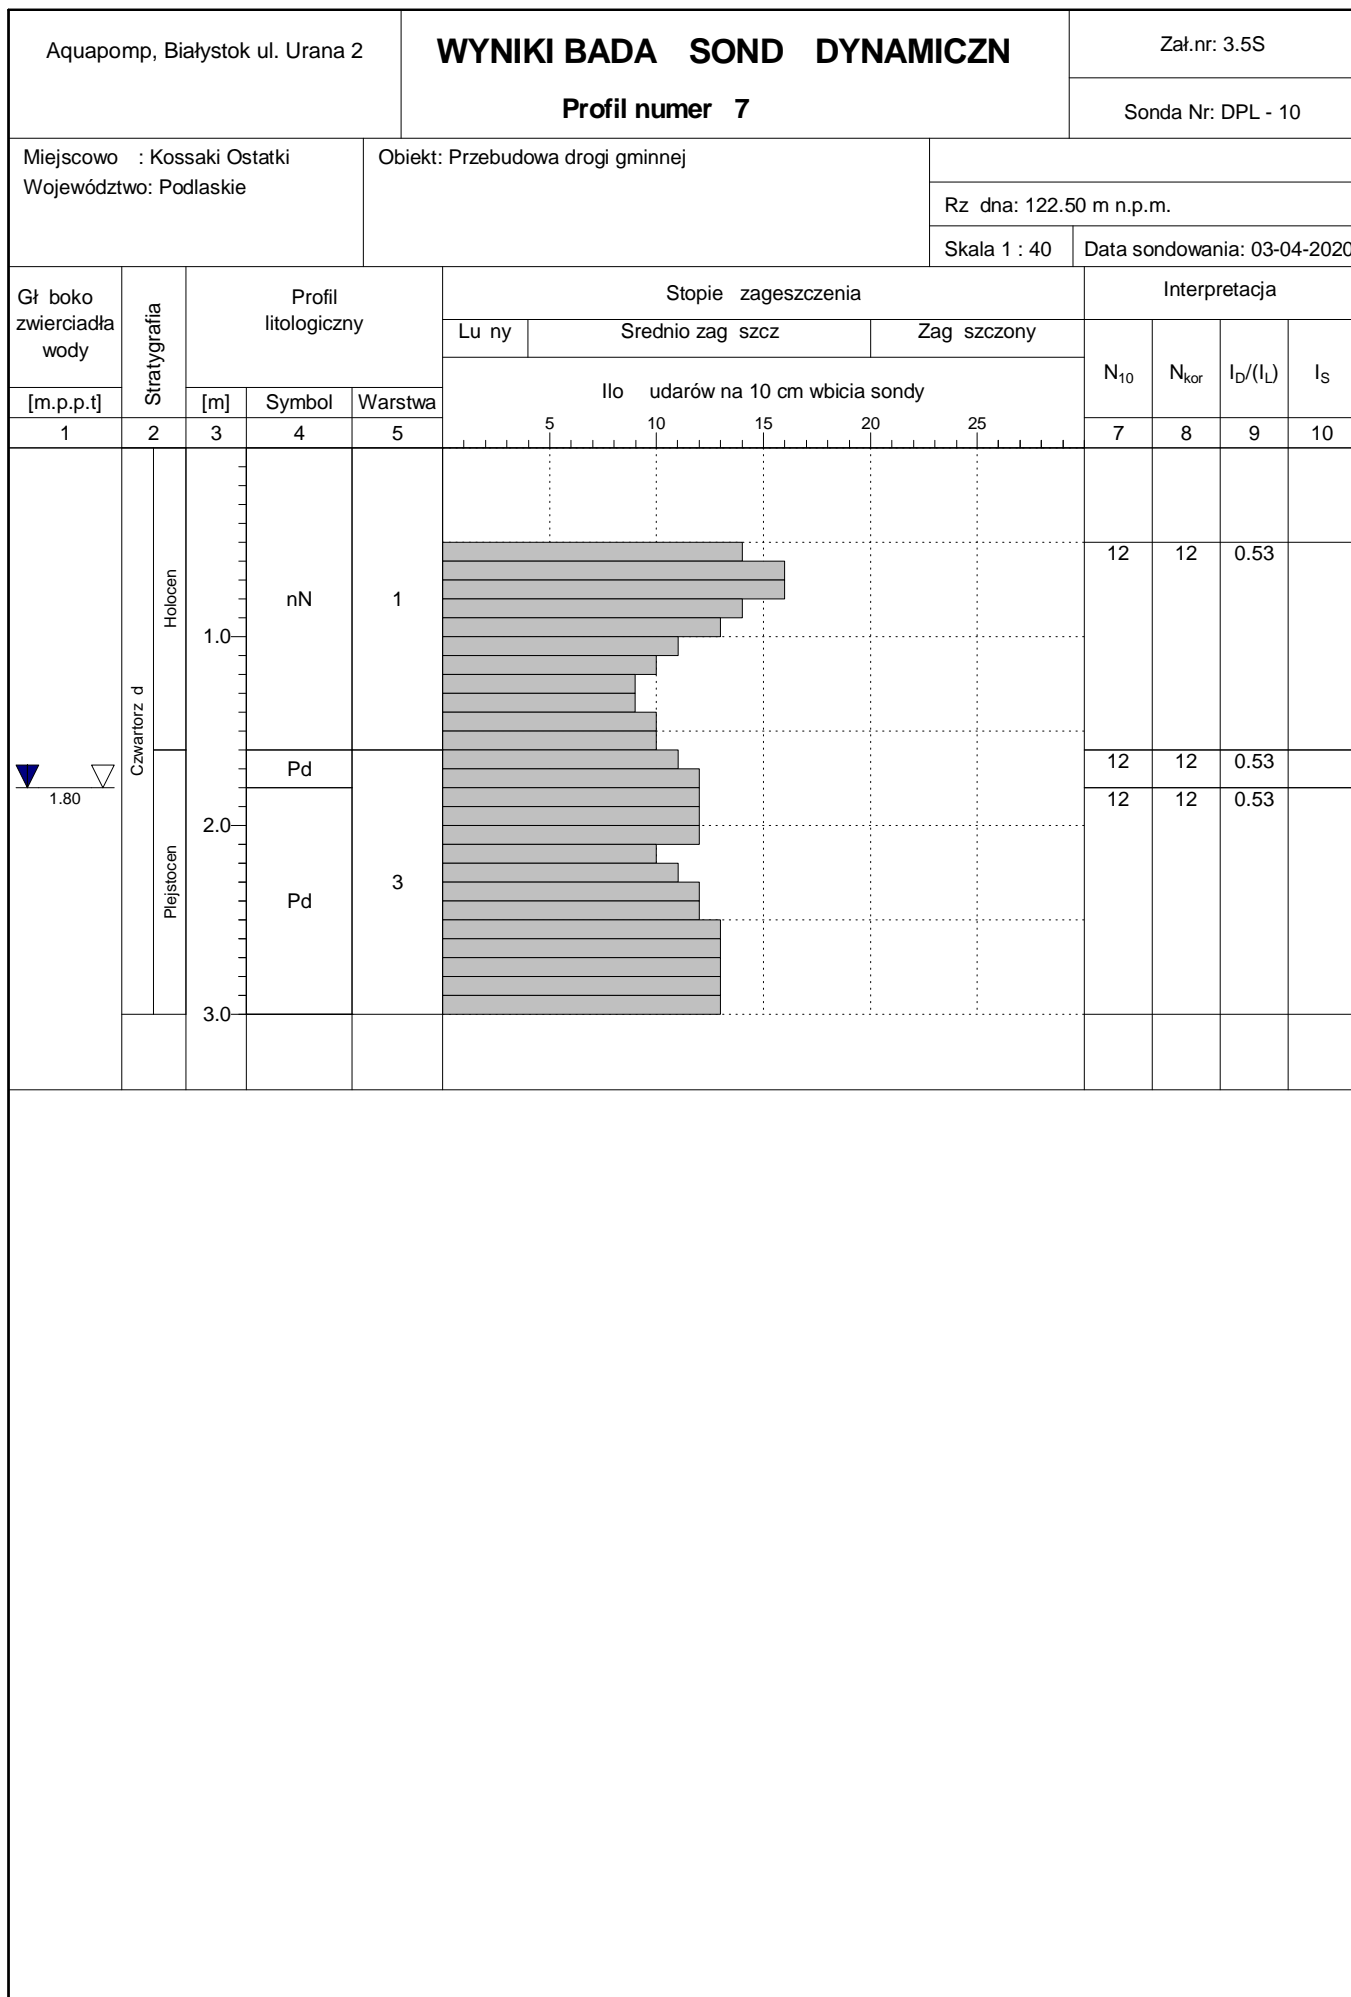 Aquapomp, Białystok ul. Urana 2
WYNIKI BADA SOND DYNAMICZN
Profil numer 7
Zał.nr: 3.5S
Sonda Nr: DPL - 10
Miejscowo : Kossaki Ostatki
Województwo: Podlaskie
Obiekt: Przebudowa drogi gminnej
Rz dna: 122.50 m n.p.m.
Skala 1 : 40
Data sondowania: 03-04-2020
Gł boko
zwierciadła
wody
[m.p.p.t]
Stratygrafia
Profil
litologiczny
[m] Symbol Warstwa
Stopie zageszczenia
Lu ny Srednio zag szcz Zag szczony
Ilo udarów na 10 cm wbicia sondy
5 10 15 20 25
Interpretacja
N10 Nkor ID/(IL) IS
1 2 3 4 5 7 8 9 10
Czwartorz d
Holocen
Plejstocen
nN 1
12 12 0.53
1.0
Pd
12 12 0.53
1.80
12 12 0.53
2.0
3
Pd
3.0